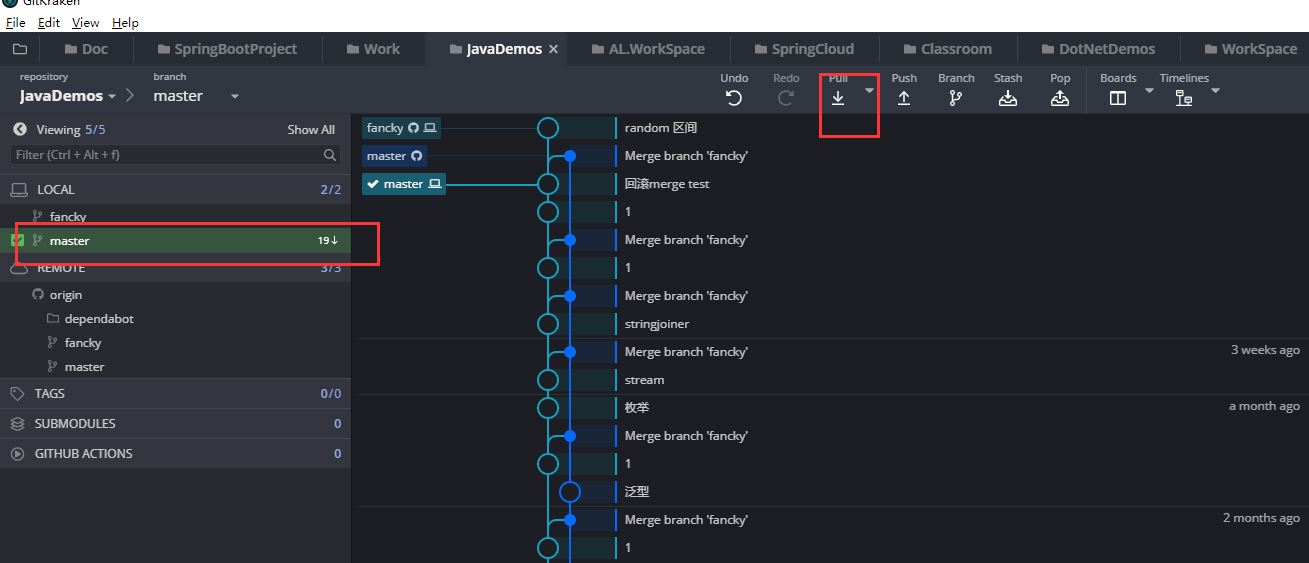 GitKraken
File Edit View Help
Doc SpringBootProject Work JavaDemos AL.WorkSpace SpringCloud Classroom DotNetDemos WorkSpace
repository branch
JavaDemos master
Undo Redo Pull Push Branch Stash Pop Boards Timelines
Viewing 5/5 Show All
Filter (Ctrl + Alt + f)
LOCAL 2/2
fancky
master 19↓
REMOTE 3/3
origin
dependabot
fancky
master
TAGS 0/0
SUBMODULES 0
GITHUB ACTIONS 0
fancky random 区间
master Merge branch 'fancky'
master 回滚merge test
1
Merge branch 'fancky'
1
Merge branch 'fancky'
stringjoiner
Merge branch 'fancky' 3 weeks ago
stream
枚举 a month ago
Merge branch 'fancky'
1
泛型
Merge branch 'fancky' 2 months ago
1